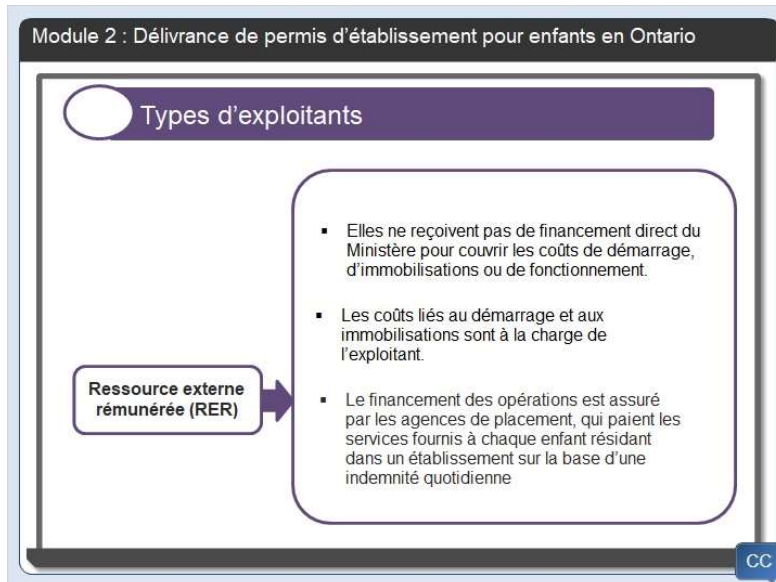 Module 2 : Délivrance de permis d’établissement pour enfants en Ontario
Types d’exploitants
Ressource externe
rémunérée (RER)
▪ Elles ne reçoivent pas de financement direct du
Ministère pour couvrir les coûts de démarrage,
d’immobilisations ou de fonctionnement.
▪ Les coûts liés au démarrage et aux
immobilisations sont à la charge de
l’exploitant.
▪ Le financement des opérations est assuré
par les agences de placement, qui paient les
services fournis à chaque enfant résidant
dans un établissement sur la base d’une
indemnité quotidienne
CC